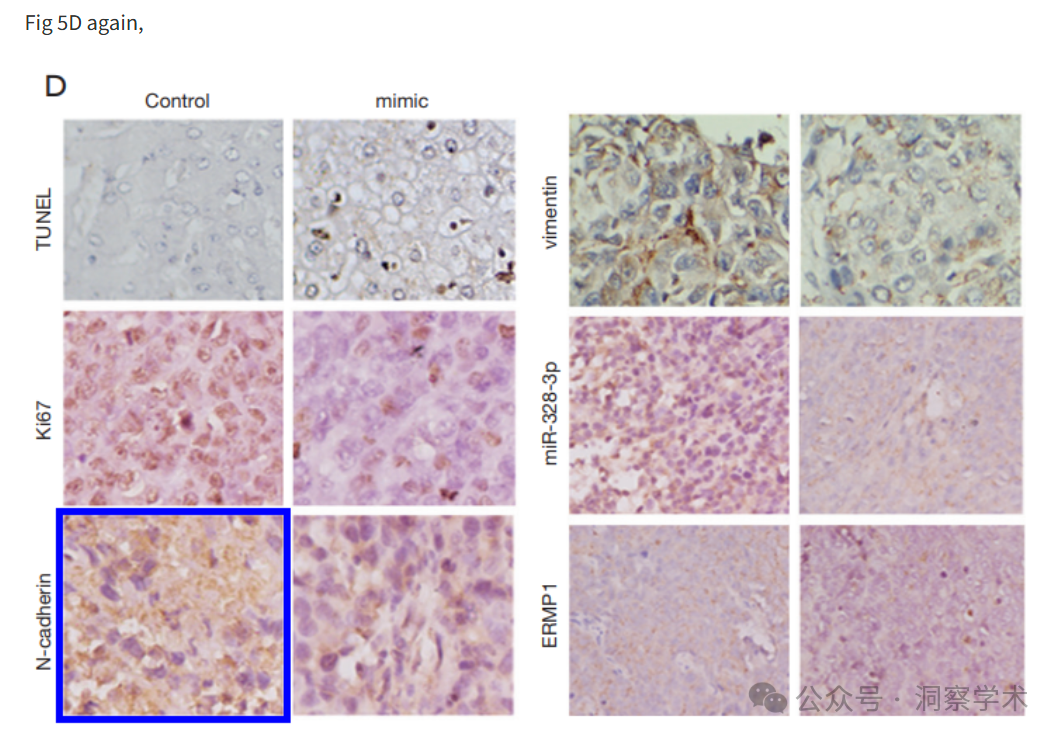 Fig 5D again,
D
Control
mimic
TUNEL
Ki67
N-cadherin
vimentin
miR-328-3p
ERMP1
公众号 · 洞察学术